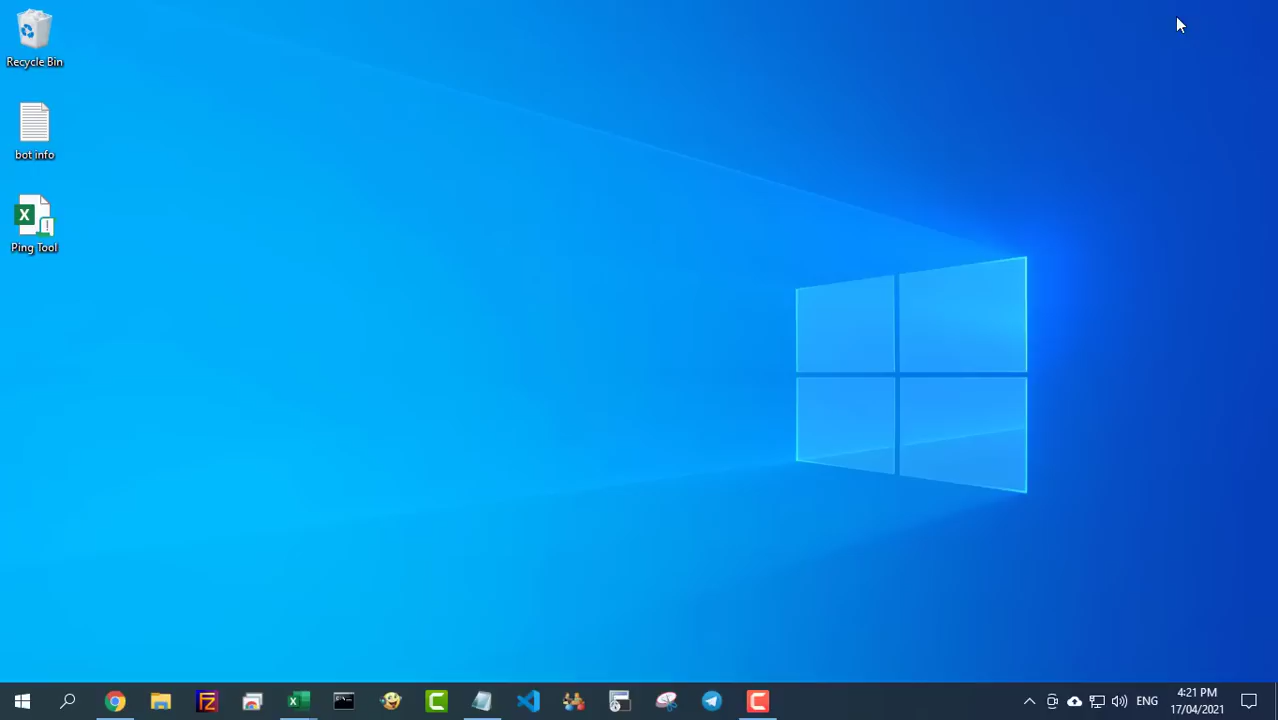 Recycle Bin
bot info
Ping Tool
ENG
4:21 PM
17/04/2021